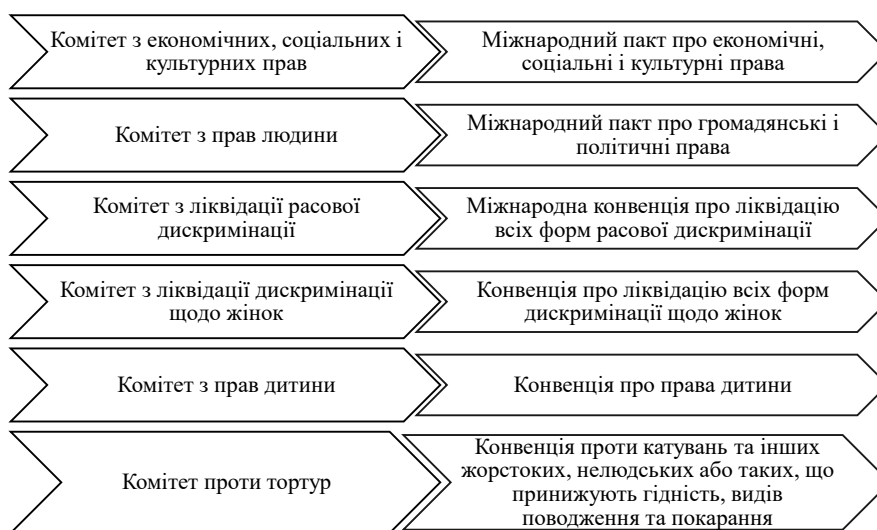 Комітет з економічних, соціальних і
культурних прав
Міжнародний пакт про економічні,
соціальні і культурні права
Комітет з прав людини
Міжнародний пакт про громадянські і
політичні права
Комітет з ліквідації расової
дискримінації
Міжнародна конвенція про ліквідацію
всіх форм расової дискримінації
Комітет з ліквідації дискримінації
щодо жінок
Конвенція про ліквідацію всіх форм
дискримінації щодо жінок
Комітет з прав дитини
Конвенція про права дитини
Комітет проти тортур
Конвенція проти катувань та інших
жорстоких, нелюдських або таких, що
принижують гідність, видів
поводження та покарання